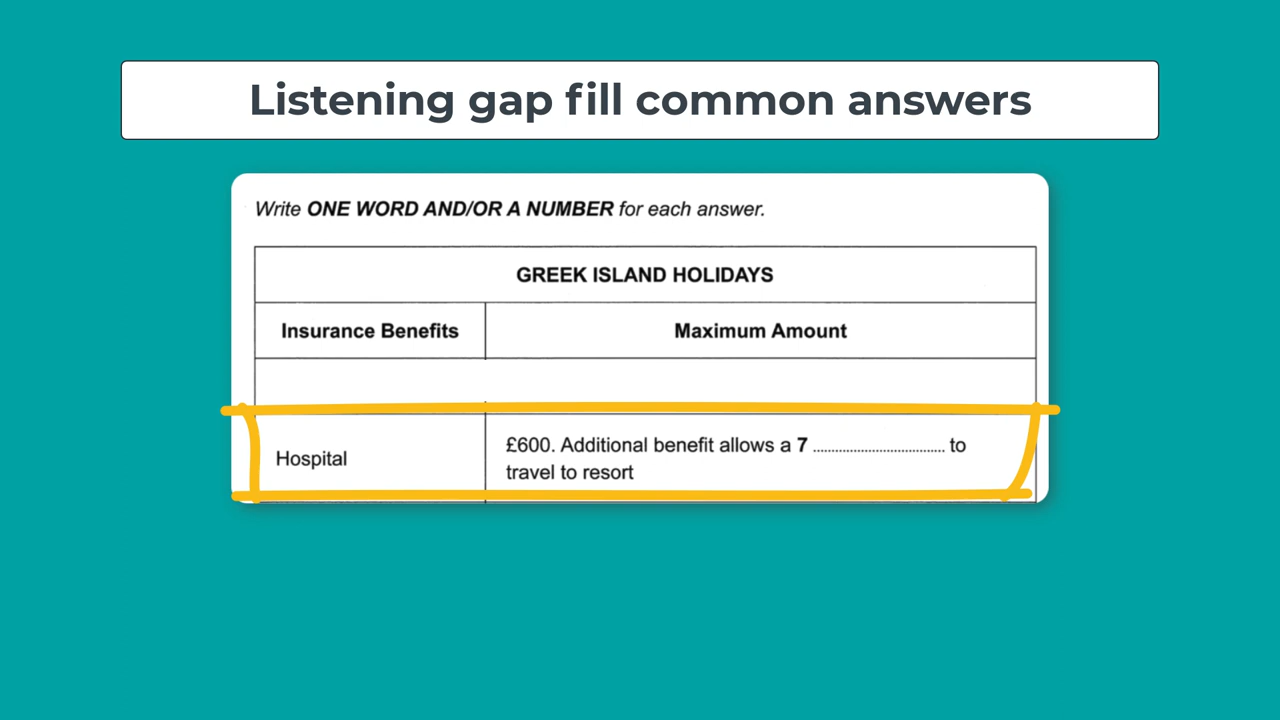 Listening gap fill common answers
Write ONE WORD AND/OR A NUMBER for each answer.
GREEK ISLAND HOLIDAYS
Insurance Benefits
Maximum Amount
Hospital
£600. Additional benefit allows a 7 .................................. to
travel to resort